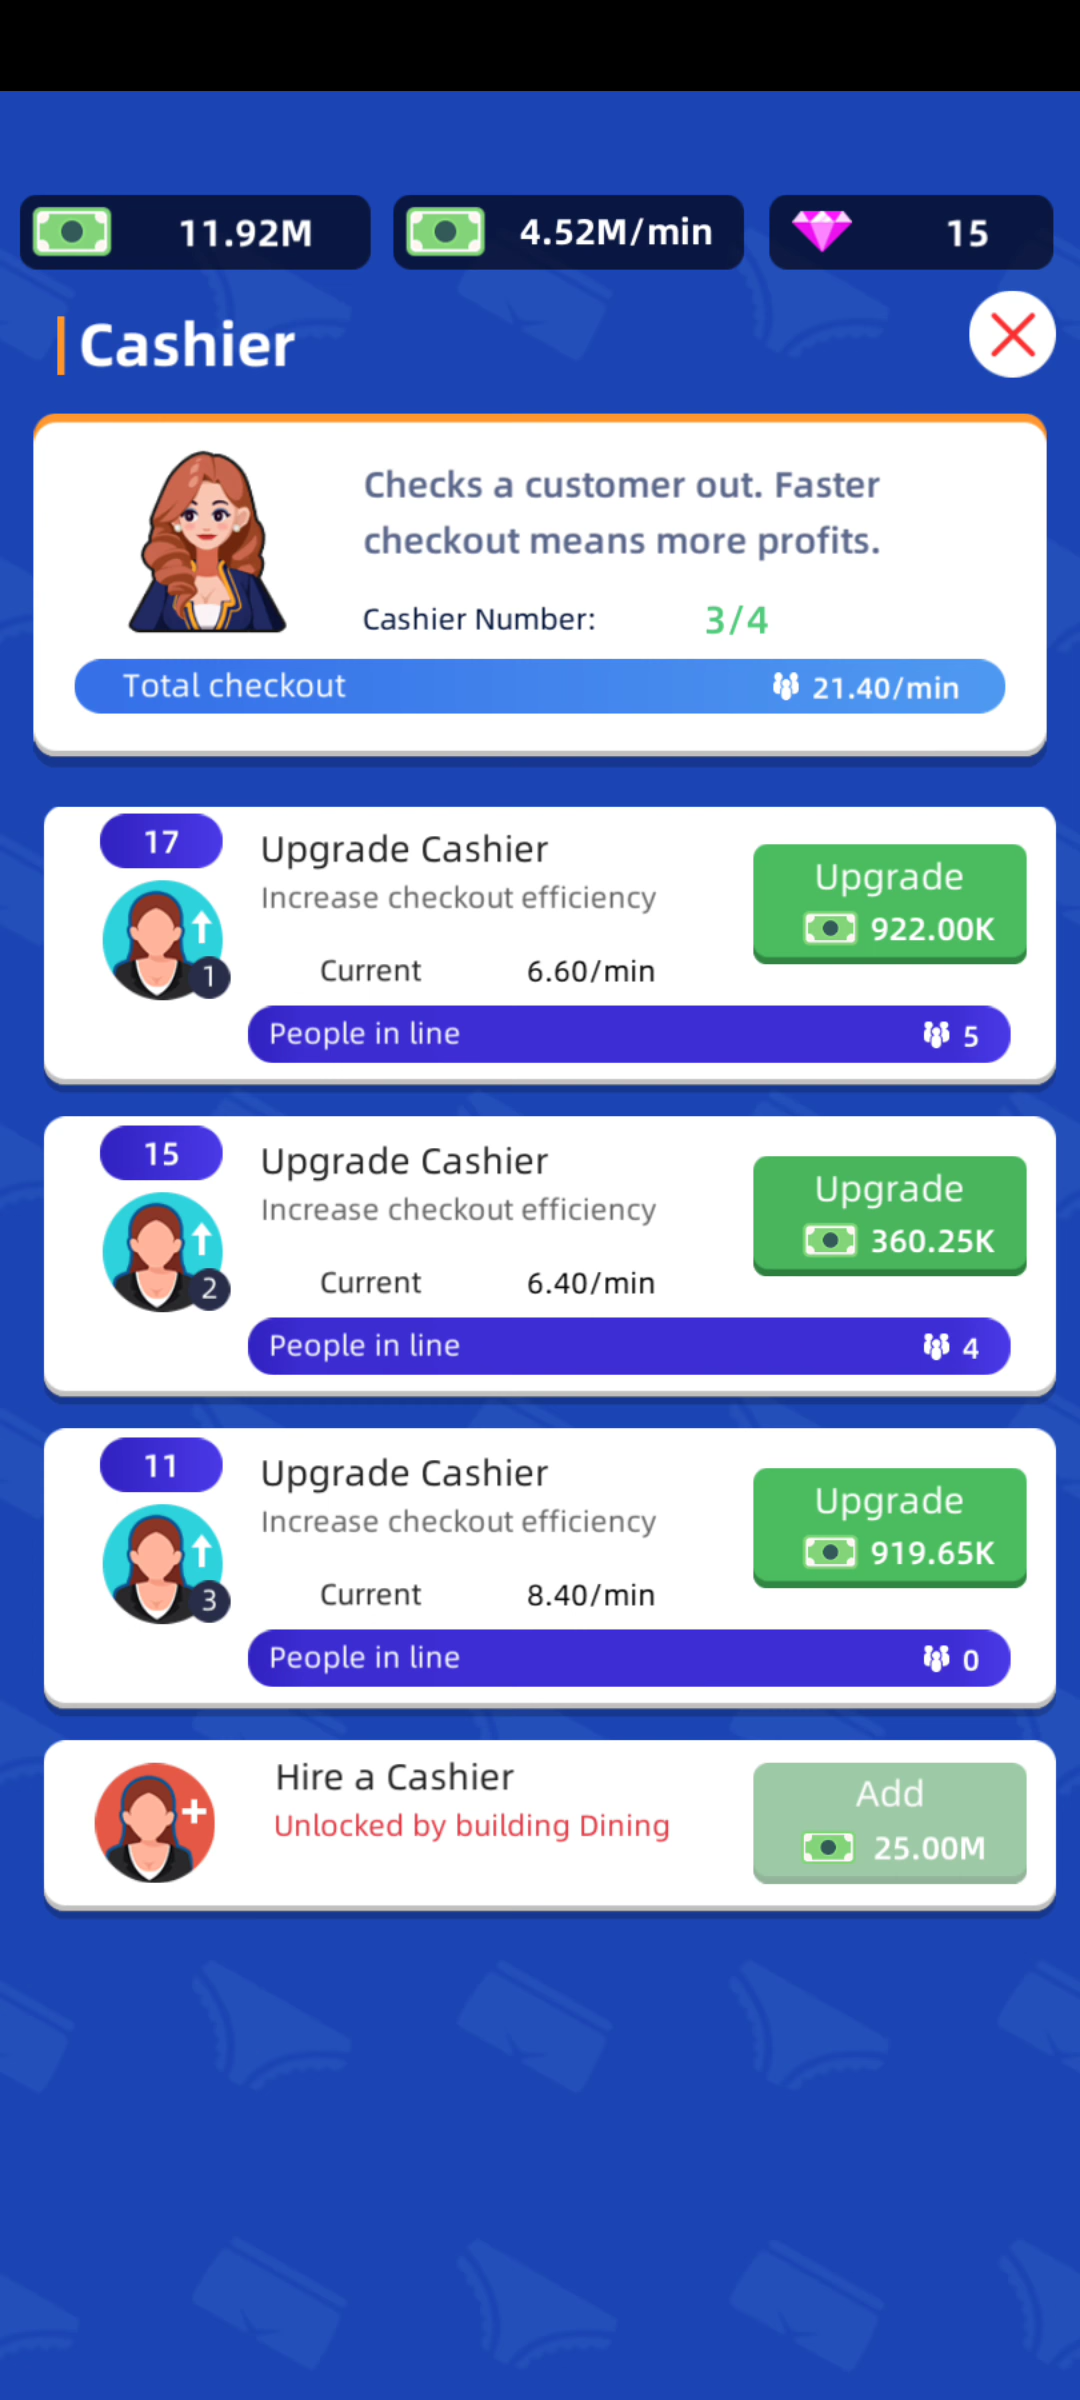 11.92M 4.52M/min 15
Cashier
Checks a customer out. Faster
checkout means more profits.
Cashier Number: 3/4
Total checkout 21.40/min
17
Upgrade Cashier
Increase checkout efficiency
Upgrade
922.00K
1
Current 6.60/min
People in line 5
15
Upgrade Cashier
Increase checkout efficiency
Upgrade
360.25K
2
Current 6.40/min
People in line 4
11
Upgrade Cashier
Increase checkout efficiency
Upgrade
919.65K
3
Current 8.40/min
People in line 0
Hire a Cashier
Unlocked by building Dining
Add
25.00M